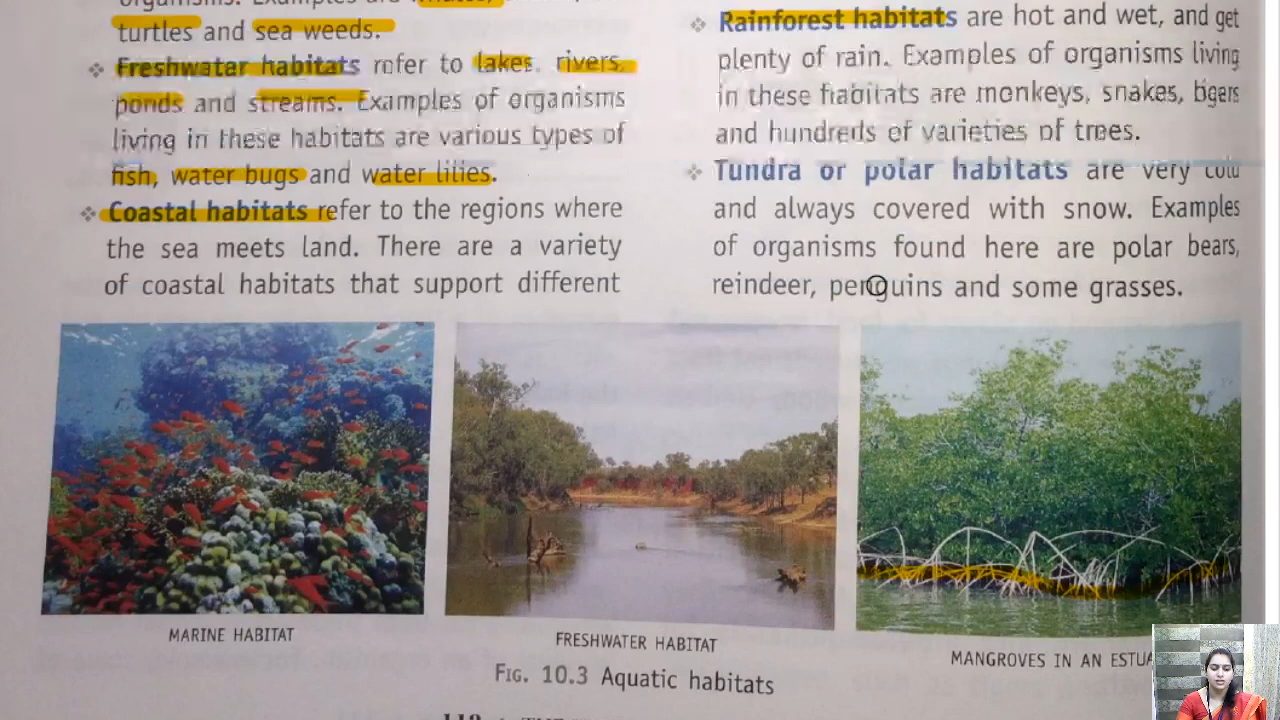 turtles and sea weeds.
❖ Freshwater habitats refer to lakes, rivers,
ponds and streams. Examples of organisms
living in these habitats are various types of
fish, water bugs and water lilies.
❖ Coastal habitats refer to the regions where
the sea meets land. There are a variety
of coastal habitats that support different
❖ Rainforest habitats are hot and wet, and get
plenty of rain. Examples of organisms living
in these habitats are monkeys, snakes, tigers
and hundreds of varieties of trees.
❖ Tundra or polar habitats are very cold
and always covered with snow. Examples
of organisms found here are polar bears,
reindeer, penguins and some grasses.
MARINE HABITAT
FRESHWATER HABITAT
MANGROVES IN AN
FIG. 10.3 Aquatic habitats